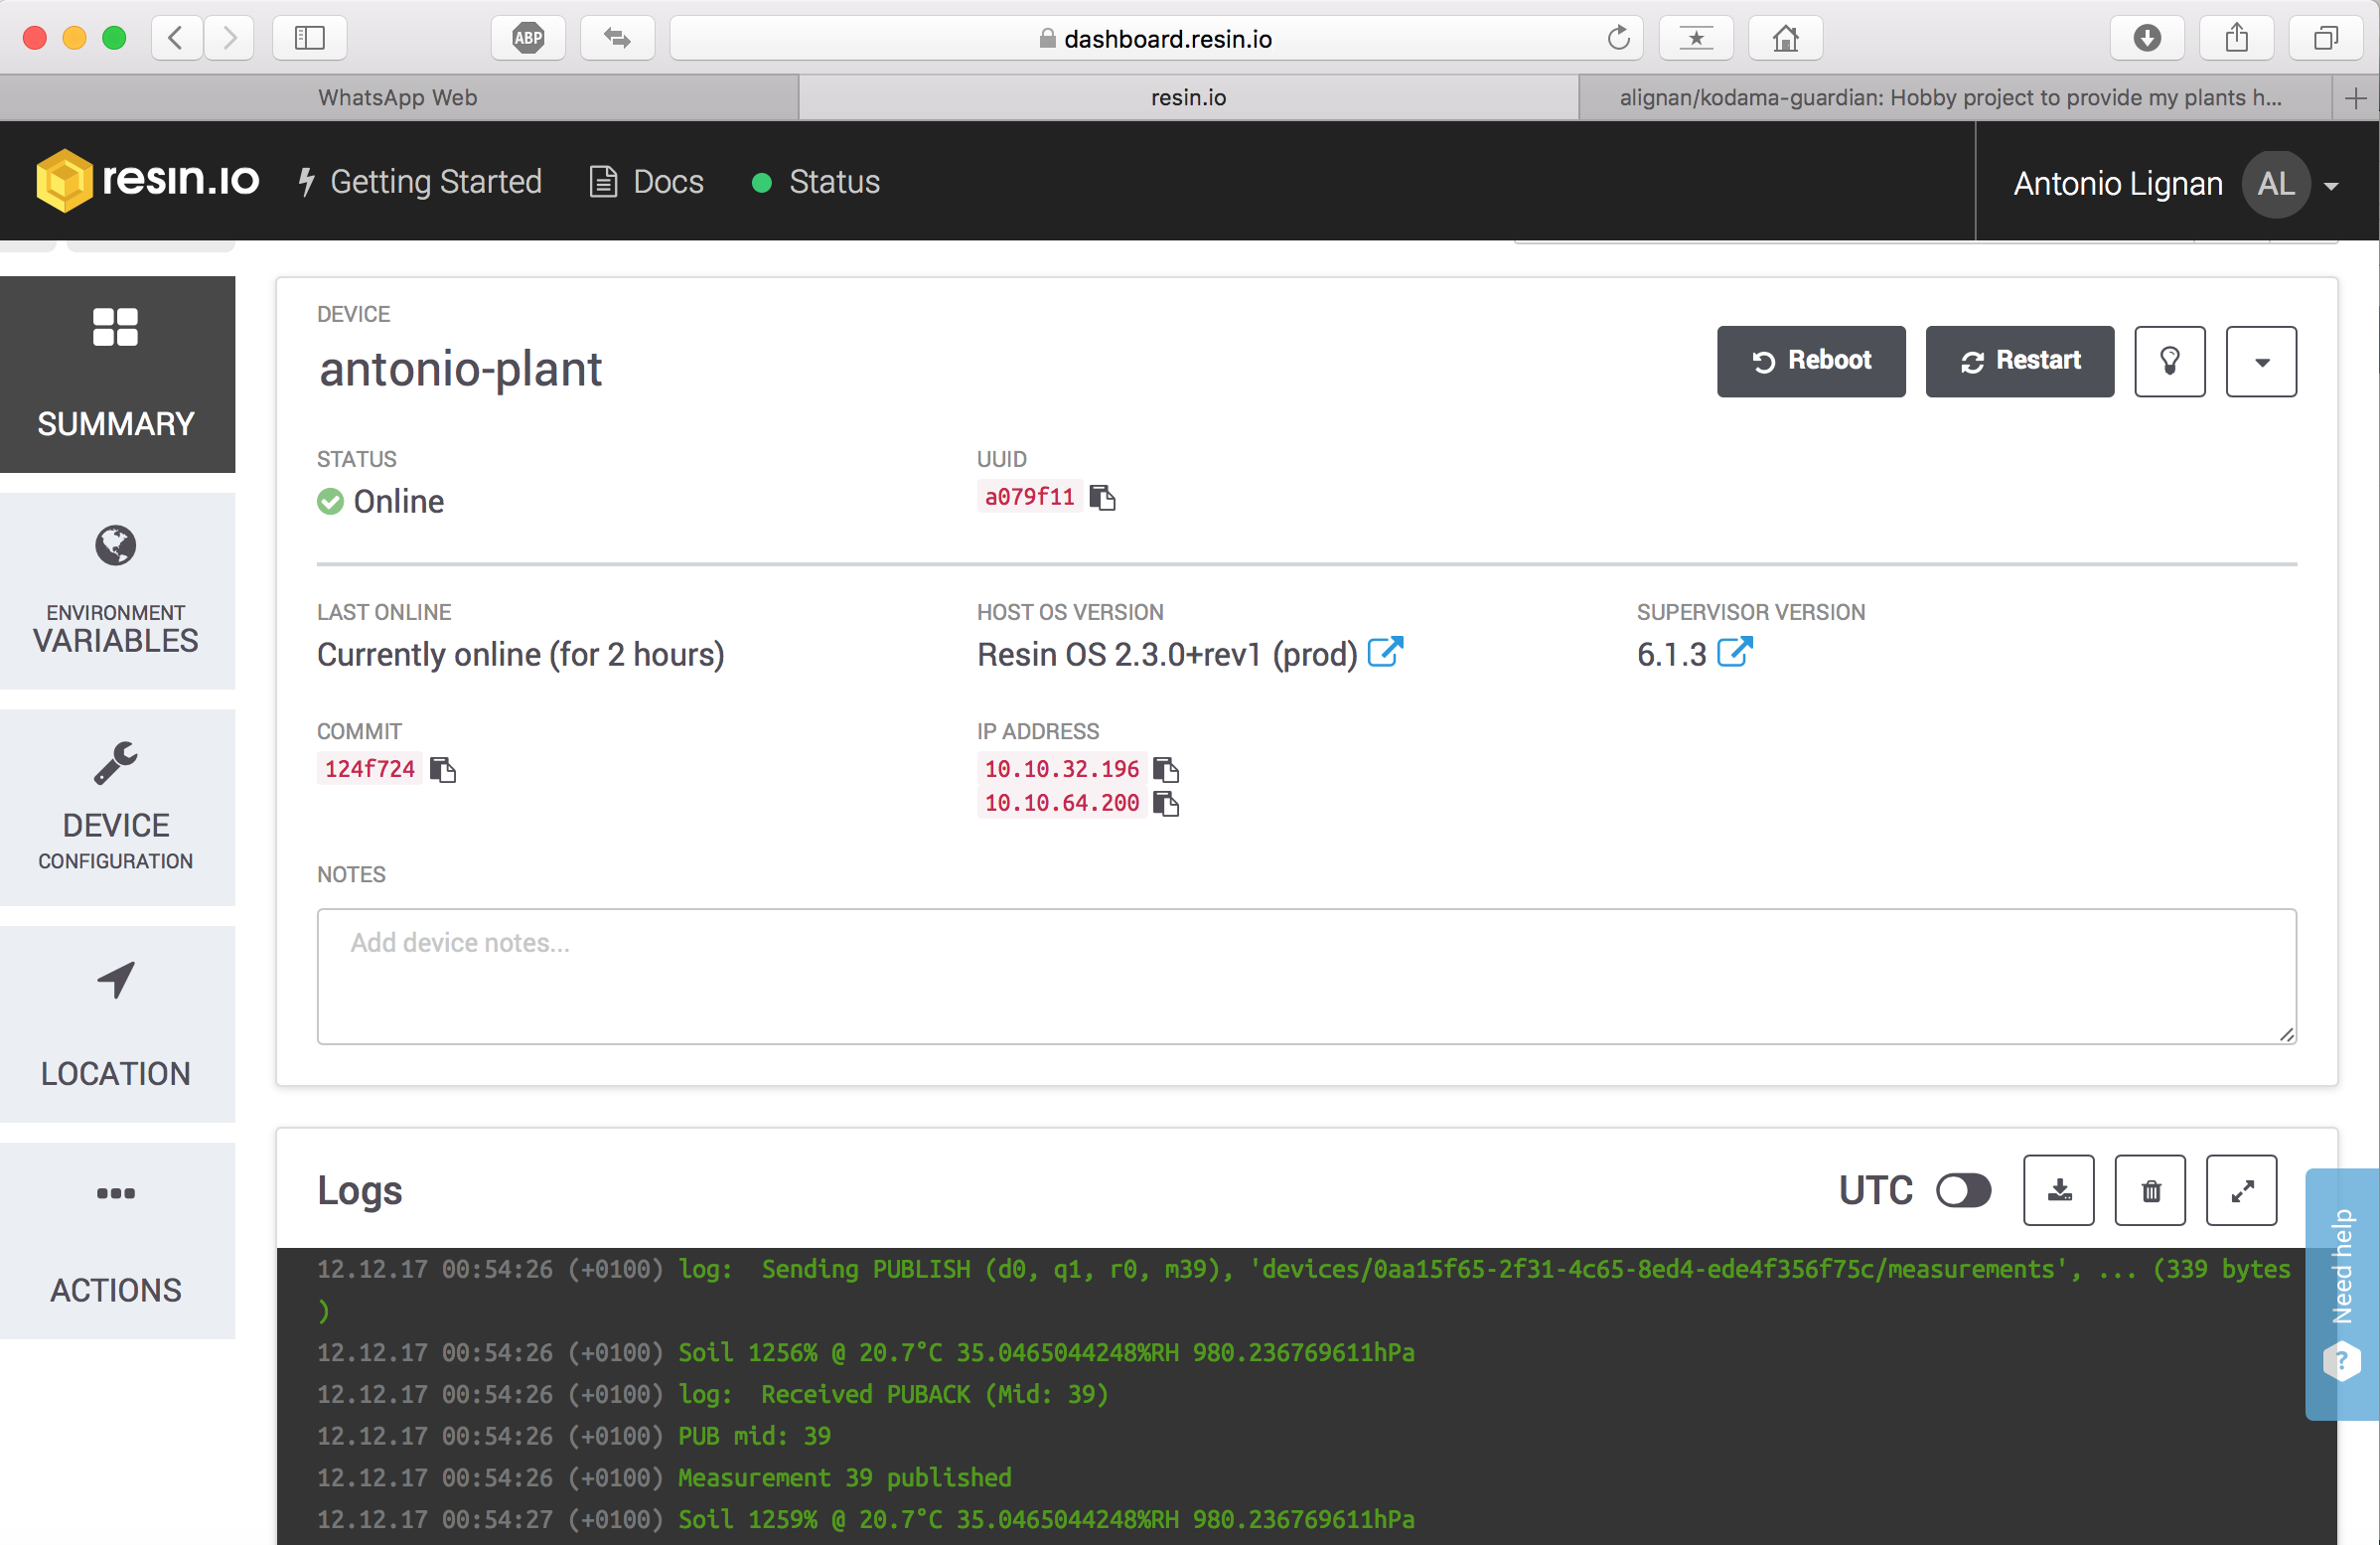 ABP
dashboard.resin.io
WhatsApp Web
resin.io
alignan/kodama-guardian: Hobby project to provide my plants h...
resin.io
Getting Started
Docs
Status
Antonio Lignan
AL
SUMMARY
ENVIRONMENT
VARIABLES
DEVICE
CONFIGURATION
LOCATION
ACTIONS
DEVICE
antonio-plant
Reboot
Restart
STATUS
Online
UUID
a079f11
LAST ONLINE
Currently online (for 2 hours)
HOST OS VERSION
Resin OS 2.3.0+rev1 (prod)
SUPERVISOR VERSION
6.1.3
COMMIT
124f724
IP ADDRESS
10.10.32.196
10.10.64.200
NOTES
Add device notes...
Logs
UTC
12.12.17 00:54:26 (+0100) log:  Sending PUBLISH (d0, q1, r0, m39), 'devices/0aa15f65-2f31-4c65-8ed4-ede4f356f75c/measurements', ... (339 bytes
)
12.12.17 00:54:26 (+0100) Soil 1256% @ 20.7°C 35.0465044248%RH 980.236769611hPa
12.12.17 00:54:26 (+0100) log:  Received PUBACK (Mid: 39)
12.12.17 00:54:26 (+0100) PUB mid: 39
12.12.17 00:54:26 (+0100) Measurement 39 published
12.12.17 00:54:27 (+0100) Soil 1259% @ 20.7°C 35.0465044248%RH 980.236769611hPa
Need help
?